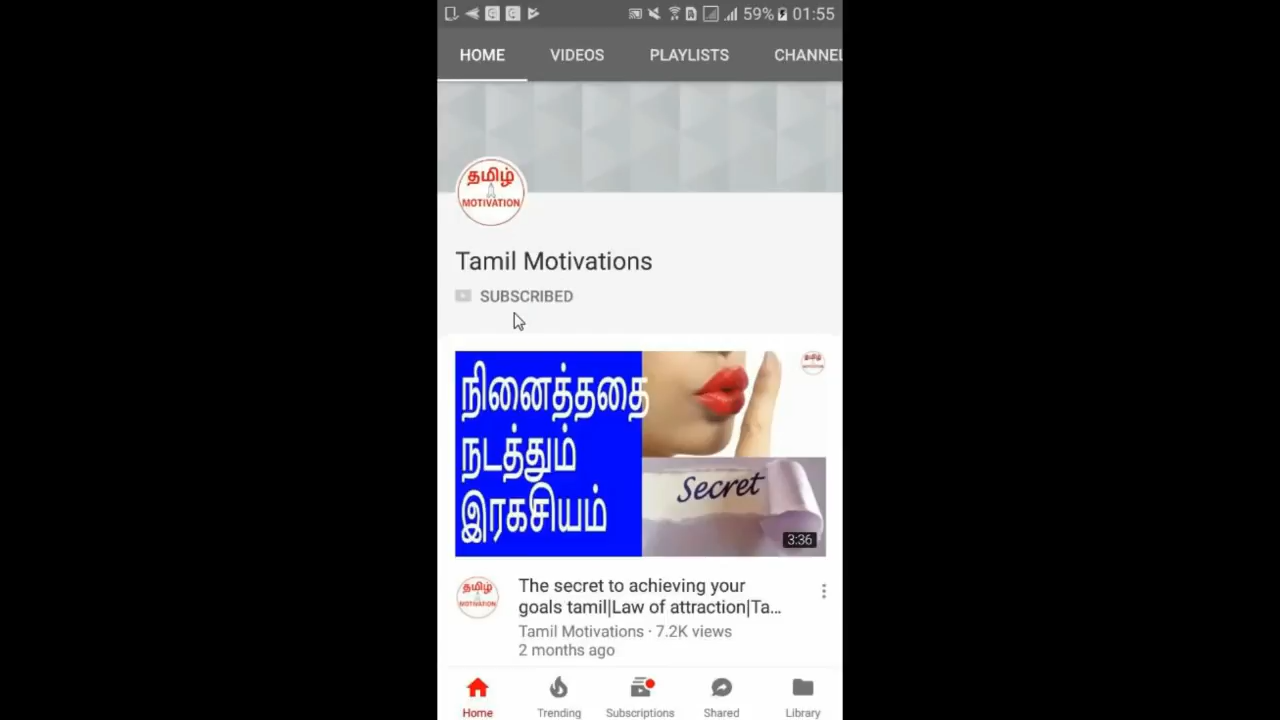 59% 01:55
HOME VIDEOS PLAYLISTS CHANNEL
தமிழ்
MOTIVATION
Tamil Motivations
SUBSCRIBED
நினைத்ததை
நடத்தும்
இரகசியம்
தமிழ்
MOTIVATION
Secret
3:36
தமிழ்
MOTIVATION
The secret to achieving your
goals tamil|Law of attraction|Ta...
Tamil Motivations · 7.2K views
2 months ago
Home Trending Subscriptions Shared Library